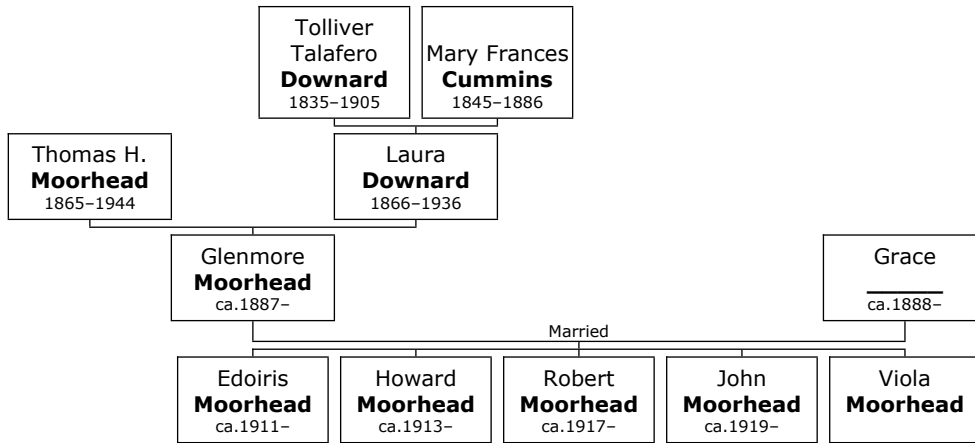 Tolliver
Talafero
Downard
1835–1905
Mary Frances
Cummins
1845–1886
Thomas H.
Moorhead
1865–1944
Laura
Downard
1866–1936
Glenmore
Moorhead
ca.1887–
Grace
______
ca.1888–
Married
Edoiris
Moorhead
ca.1911–
Howard
Moorhead
ca.1913–
Robert
Moorhead
ca.1917–
John
Moorhead
ca.1919–
Viola
Moorhead